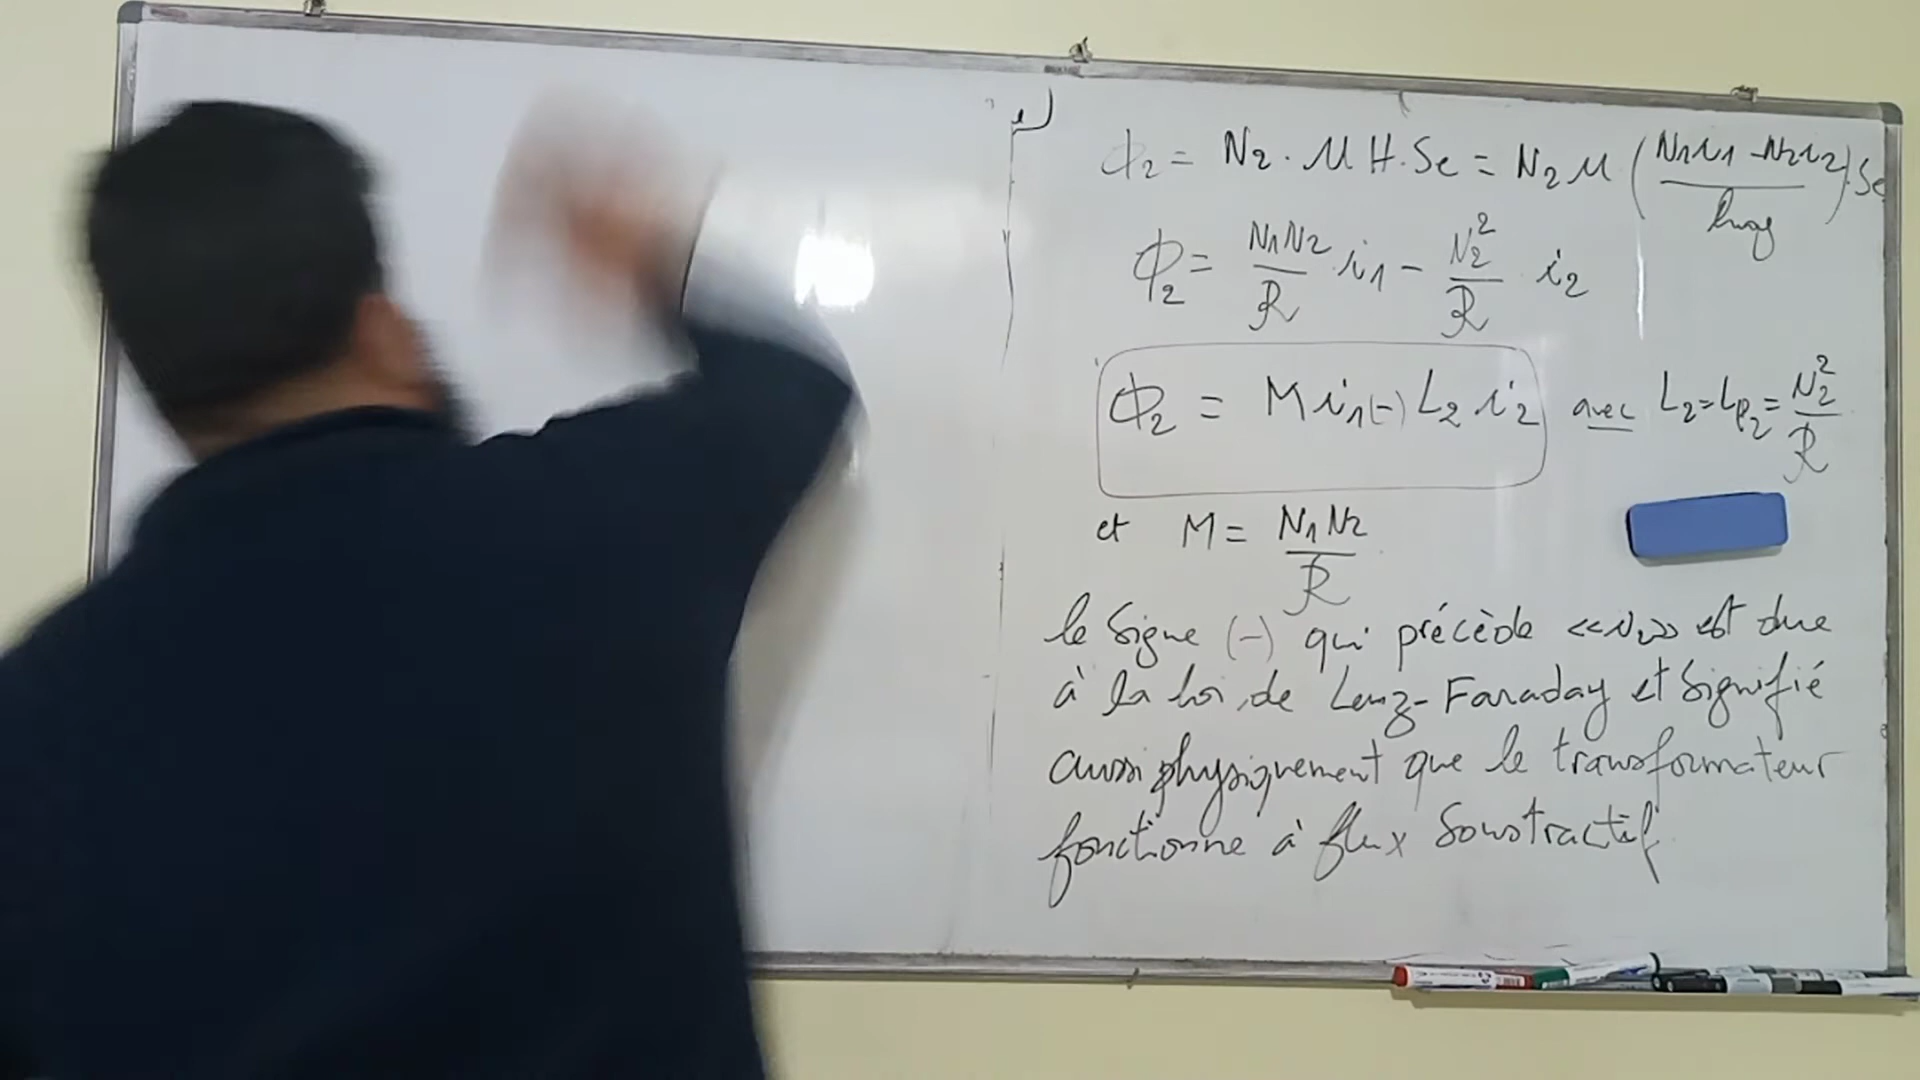 Φ₂ = N₂ · μ H · Se = N₂ μ ( (N₁i₁ - N₂i₂) / lmoy ) · Se
Φ₂ = N₁N₂/ℛ · i₁ - N₂²/ℛ · i₂
Φ₂ = M i₁ (-) L₂ i₂ avec L₂ = Lp₂ = N₂²/ℛ
et M = N₁N₂/ℛ
le signe (-) qui précède «N₂» est due
à la loi de Lenz-Faraday et signifié
aussi physiquement que le transformateur
fonctionne à flux soustractif